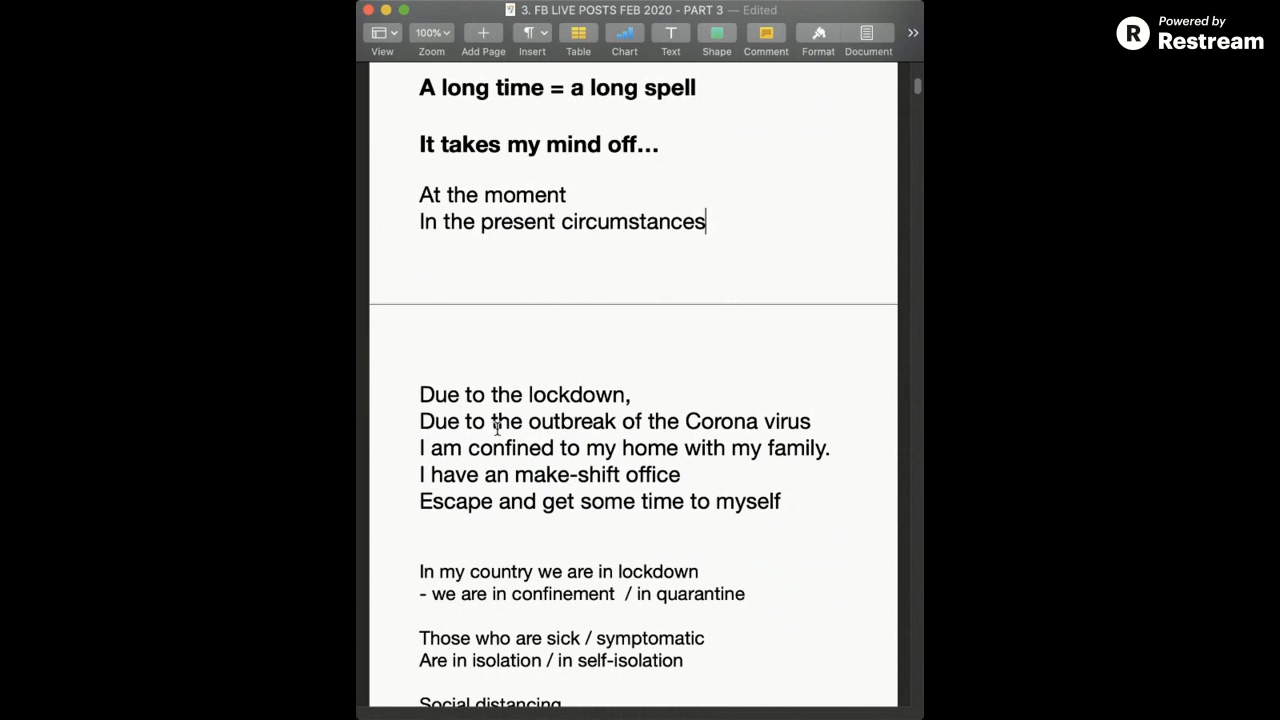 3. FB LIVE POSTS FEB 2020 - PART 3 — Edited
Powered by
Restream
100%
View Zoom Add Page Insert Table Chart Text Shape Comment Format Document
A long time = a long spell
It takes my mind off...
At the moment
In the present circumstances
Due to the lockdown,
Due to the outbreak of the Corona virus
I am confined to my home with my family.
I have an make-shift office
Escape and get some time to myself
In my country we are in lockdown
- we are in confinement / in quarantine
Those who are sick / symptomatic
Are in isolation / in self-isolation
Social distancing